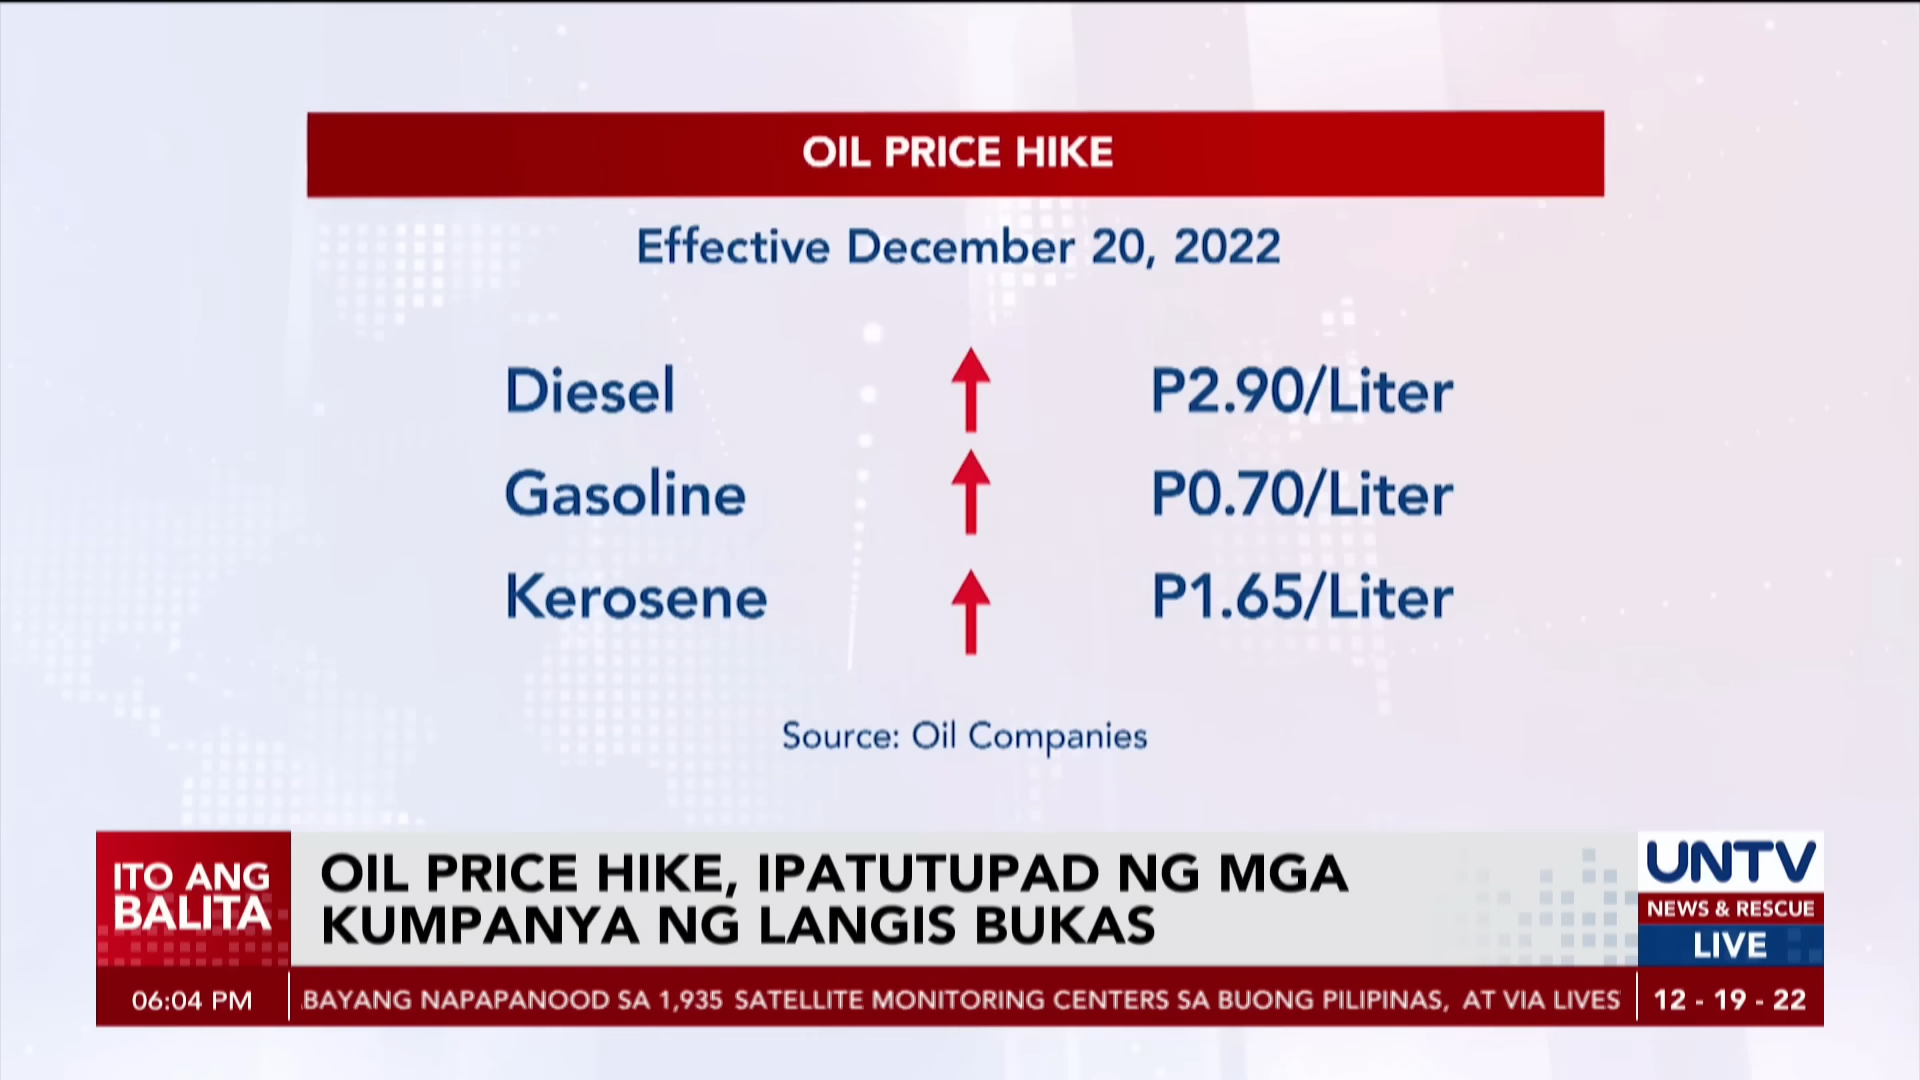 OIL PRICE HIKE
Effective December 20, 2022
Diesel P2.90/Liter
Gasoline P0.70/Liter
Kerosene P1.65/Liter
Source: Oil Companies
ITO ANG
BALITA
OIL PRICE HIKE, IPATUTUPAD NG MGA
KUMPANYA NG LANGIS BUKAS
UNTV
NEWS & RESCUE
LIVE
06:04 PM
NAPAPANOOD SA 1,935 SATELLITE MONITORING CENTERS SA BUONG PILIPINAS, AT VIA
12 - 19 - 22